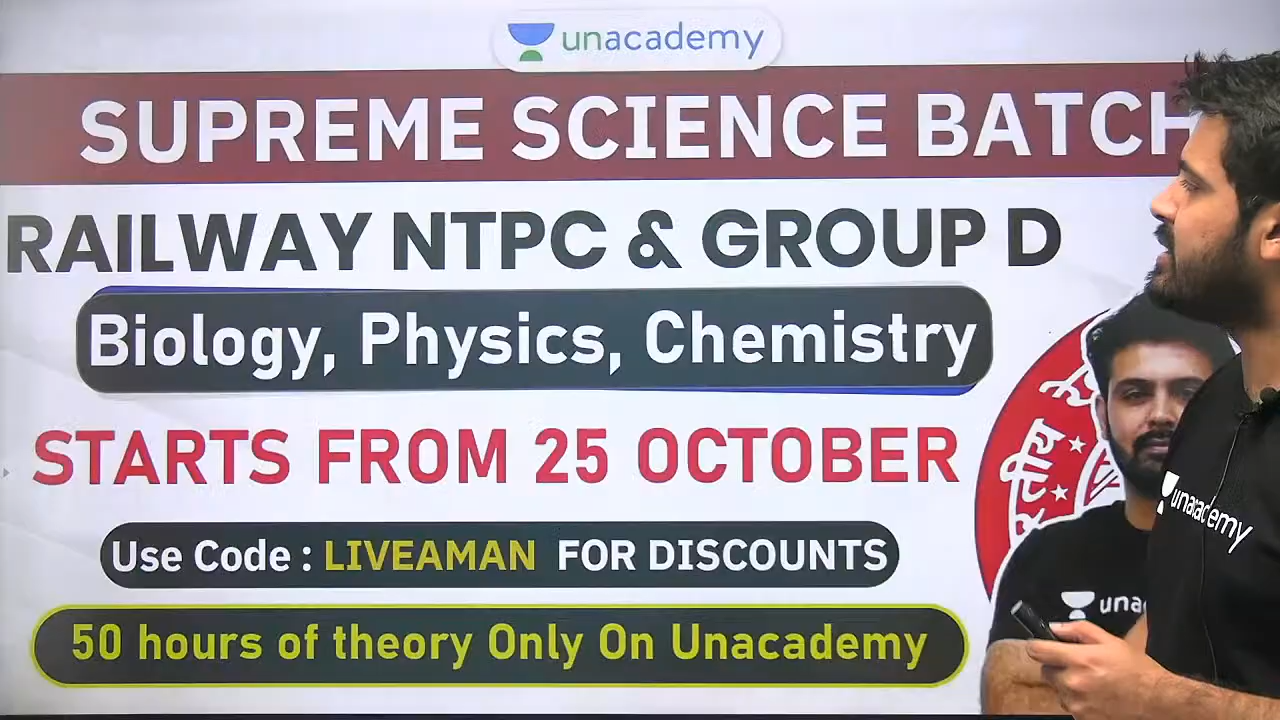 unacademy
SUPREME SCIENCE BATCH
RAILWAY NTPC & GROUP D
Biology, Physics, Chemistry
STARTS FROM 25 OCTOBER
Use Code : LIVEAMAN FOR DISCOUNTS
50 hours of theory Only On Unacademy
unacademy
una